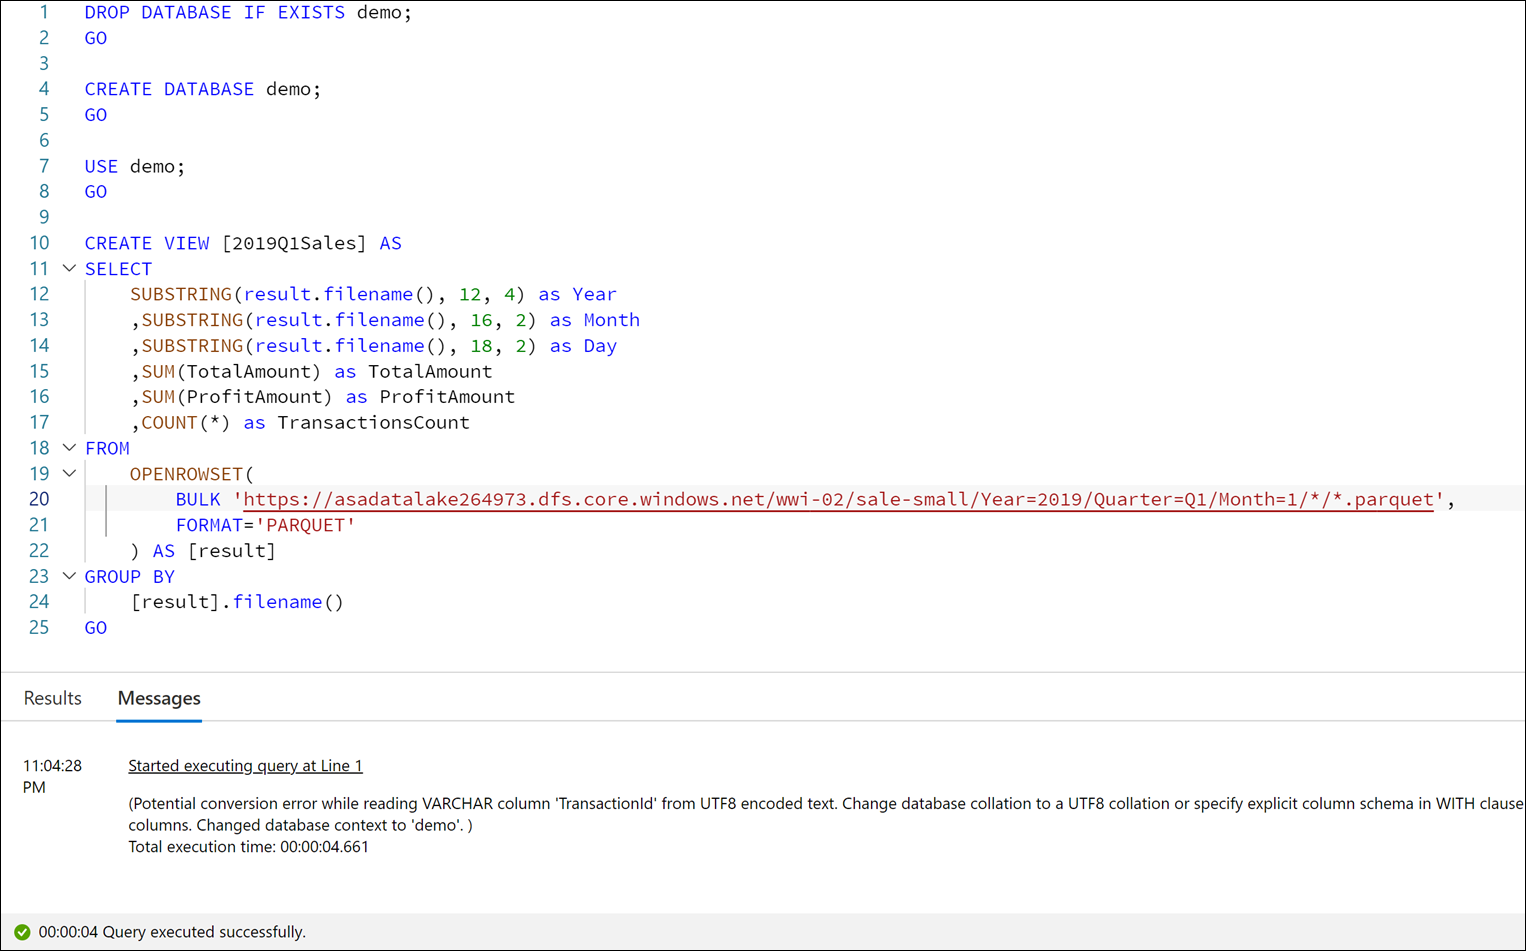 1 DROP DATABASE IF EXISTS demo;
2 GO
3
4 CREATE DATABASE demo;
5 GO
6
7 USE demo;
8 GO
9
10 CREATE VIEW [2019Q1Sales] AS
11 SELECT
12 SUBSTRING(result.filename(), 12, 4) as Year
13 ,SUBSTRING(result.filename(), 16, 2) as Month
14 ,SUBSTRING(result.filename(), 18, 2) as Day
15 ,SUM(TotalAmount) as TotalAmount
16 ,SUM(ProfitAmount) as ProfitAmount
17 ,COUNT(*) as TransactionsCount
18 FROM
19 OPENROWSET(
20 BULK 'https://asadatalake264973.dfs.core.windows.net/wwi-02/sale-small/Year=2019/Quarter=Q1/Month=1/*/*.parquet',
21 FORMAT='PARQUET'
22 ) AS [result]
23 GROUP BY
24 [result].filename()
25 GO
Results Messages
11:04:28 Started executing query at Line 1
PM
(Potential conversion error while reading VARCHAR column 'TransactionId' from UTF8 encoded text. Change database collation to a UTF8 collation or specify explicit column schema in WITH clause
columns. Changed database context to 'demo'. )
Total execution time: 00:00:04.661
00:00:04 Query executed successfully.